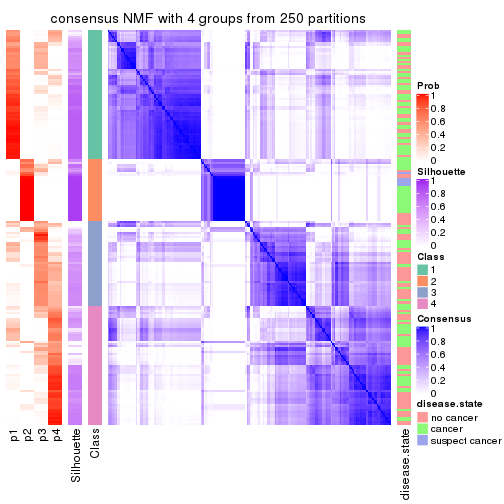 consensus NMF with 4 groups from 250 partitions
Prob
1
0.8
0.6
0.4
0.2
0
Silhouette
1
0.8
0.6
0.4
0.2
0
Class
1
2
3
4
Consensus
1
0.8
0.6
0.4
0.2
0
disease.state
no cancer
cancer
suspect cancer
p1
p2
p3
p4
Silhouette
Class
disease.state